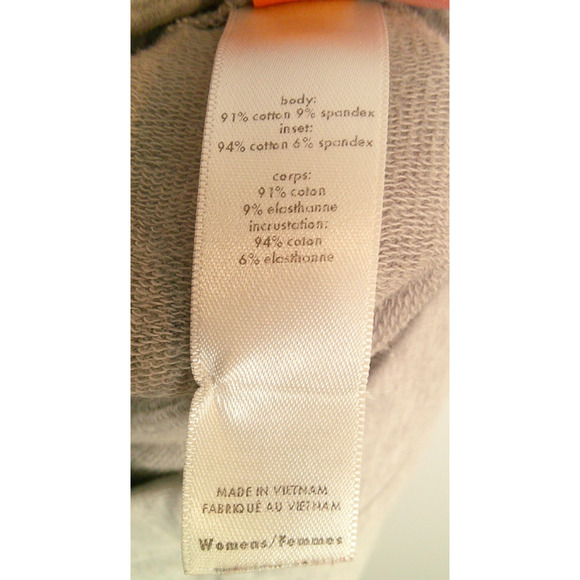 body:
91% cotton 9% spandex
inset:
94% cotton 6% spandex
corps:
91% coton
9% elasthanne
incrustation:
94% coton
6% elasthanne
MADE IN VIETNAM
FABRIQUÉ AU VIETNAM
Womens/Femmes